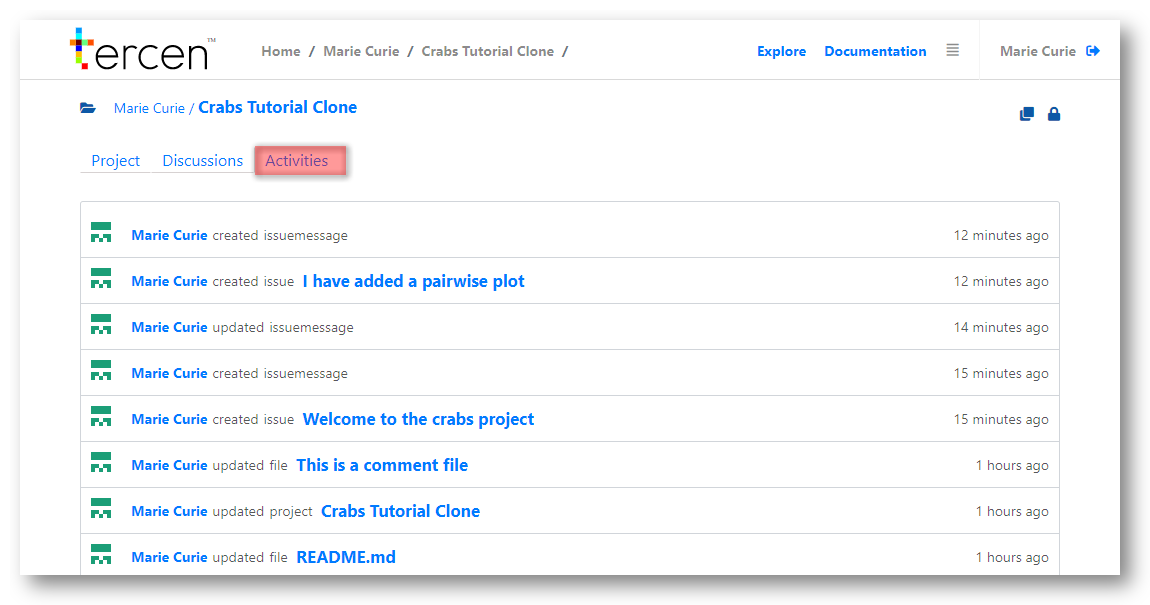 tercen™ Home / Marie Curie / Crabs Tutorial Clone / Explore Documentation Marie Curie
Marie Curie / Crabs Tutorial Clone
Project Discussions Activities
Marie Curie created issuemessage 12 minutes ago
Marie Curie created issue I have added a pairwise plot 12 minutes ago
Marie Curie updated issuemessage 14 minutes ago
Marie Curie created issuemessage 15 minutes ago
Marie Curie created issue Welcome to the crabs project 15 minutes ago
Marie Curie updated file This is a comment file 1 hours ago
Marie Curie updated project Crabs Tutorial Clone 1 hours ago
Marie Curie updated file README.md 1 hours ago